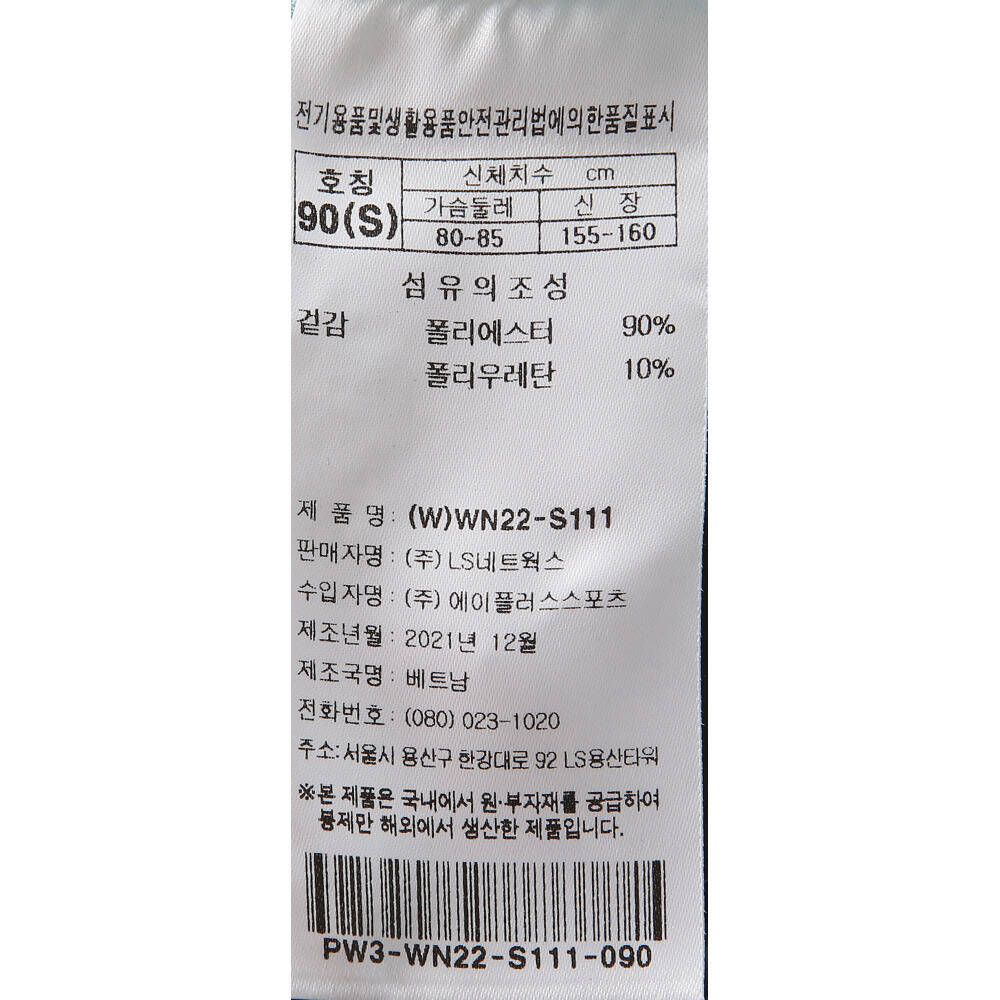 전기용품및생활용품안전관리법에의한품질표시
호칭 신체치수 cm
90(S) 가슴둘레 신 장
80~85 155-160
섬유의조성
겉감 폴리에스터 90%
폴리우레탄 10%
제 품 명: (W)WN22-S111
판매자명: (주) LS네트웍스
수입자명: (주) 에이플러스스포츠
제조년월: 2021년 12월
제조국명: 베트남
전화번호: (080) 023-1020
주소: 서울시 용산구 한강대로 92 LS용산타워
※본 제품은 국내에서 원·부자재를 공급하여
봉제만 해외에서 생산한 제품입니다.
PW3-WN22-S111-090